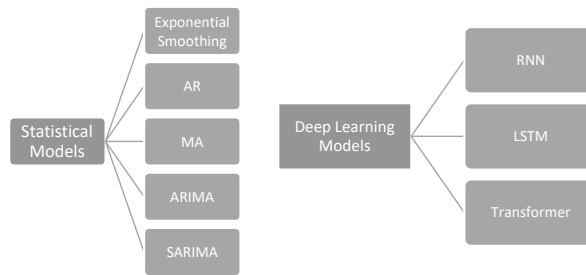 Statistical
Models
Exponential
Smoothing
AR
MA
ARIMA
SARIMA
Deep Learning
Models
RNN
LSTM
Transformer